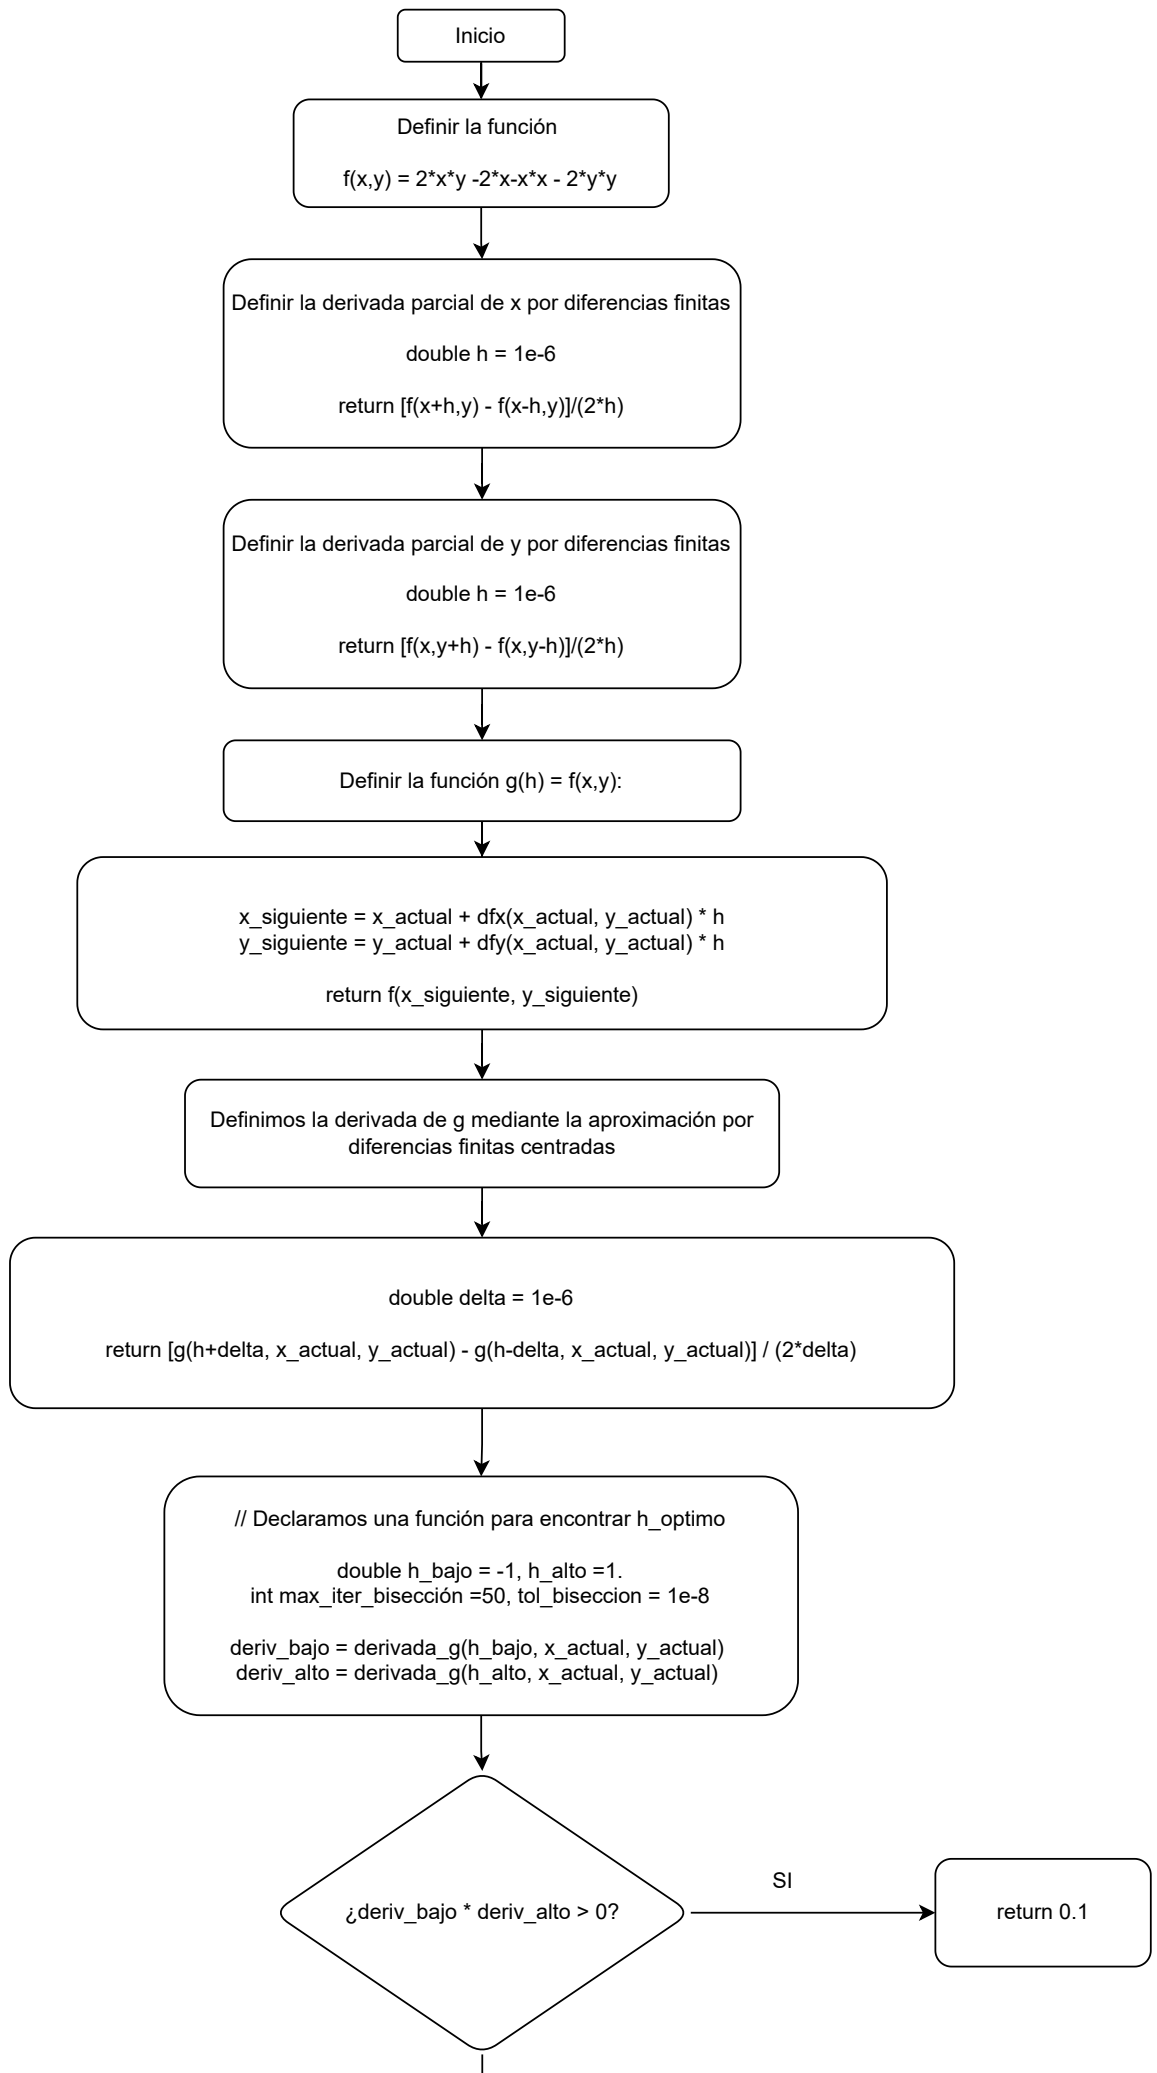 Inicio
Definir la función
f(x,y) = 2*x*y -2*x-x*x - 2*y*y
Definir la derivada parcial de x por diferencias finitas
double h = 1e-6
return [f(x+h,y) - f(x-h,y)]/(2*h)
Definir la derivada parcial de y por diferencias finitas
double h = 1e-6
return [f(x,y+h) - f(x,y-h)]/(2*h)
Definir la función g(h) = f(x,y):
x_siguiente = x_actual + dfx(x_actual, y_actual) * h
y_siguiente = y_actual + dfy(x_actual, y_actual) * h
return f(x_siguiente, y_siguiente)
Definimos la derivada de g mediante la aproximación por
diferencias finitas centradas
double delta = 1e-6
return [g(h+delta, x_actual, y_actual) - g(h-delta, x_actual, y_actual)] / (2*delta)
// Declaramos una función para encontrar h_optimo
double h_bajo = -1, h_alto =1.
int max_iter_bisección =50, tol_biseccion = 1e-8
deriv_bajo = derivada_g(h_bajo, x_actual, y_actual)
deriv_alto = derivada_g(h_alto, x_actual, y_actual)
¿deriv_bajo * deriv_alto > 0?
SI
return 0.1